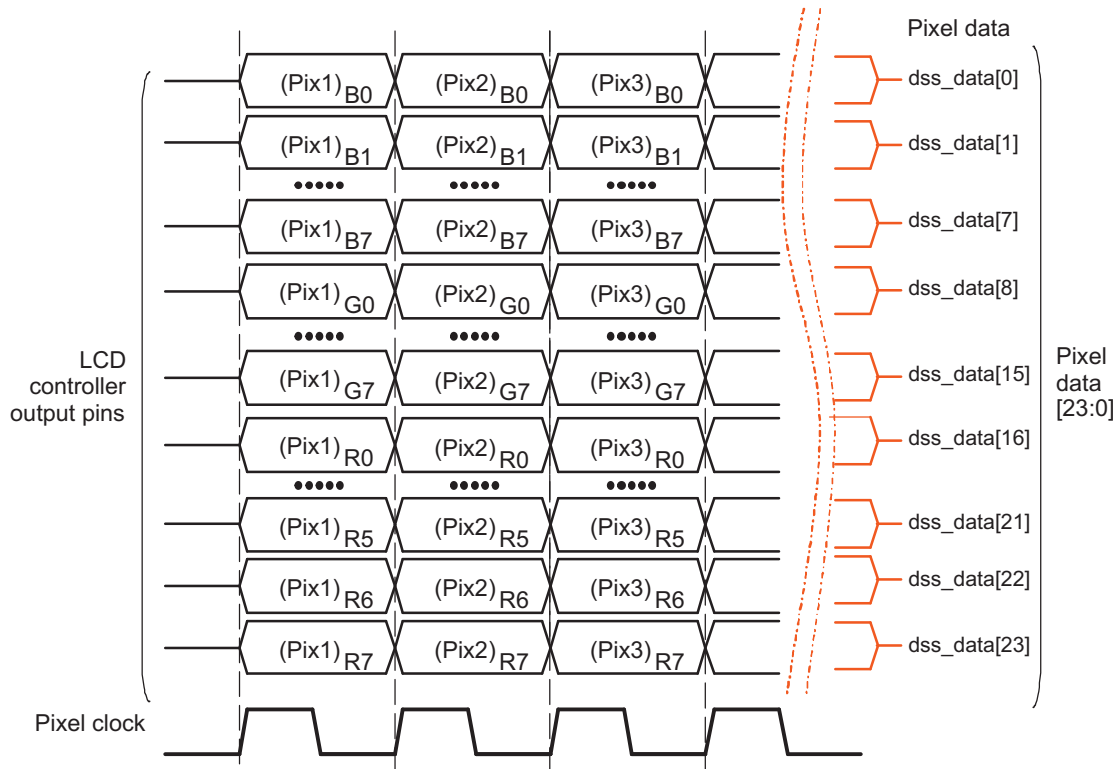 Pixel data
(Pix1)B0 (Pix2)B0 (Pix3)B0 dss_data[0]
(Pix1)B1 (Pix2)B1 (Pix3)B1 dss_data[1]
••••• ••••• •••••
(Pix1)B7 (Pix2)B7 (Pix3)B7 dss_data[7]
(Pix1)G0 (Pix2)G0 (Pix3)G0 dss_data[8]
••••• ••••• •••••
LCD
controller
output pins
(Pix1)G7 (Pix2)G7 (Pix3)G7 dss_data[15]
Pixel
data
[23:0]
(Pix1)R0 (Pix2)R0 (Pix3)R0 dss_data[16]
••••• ••••• •••••
(Pix1)R5 (Pix2)R5 (Pix3)R5 dss_data[21]
(Pix1)R6 (Pix2)R6 (Pix3)R6 dss_data[22]
(Pix1)R7 (Pix2)R7 (Pix3)R7 dss_data[23]
Pixel clock